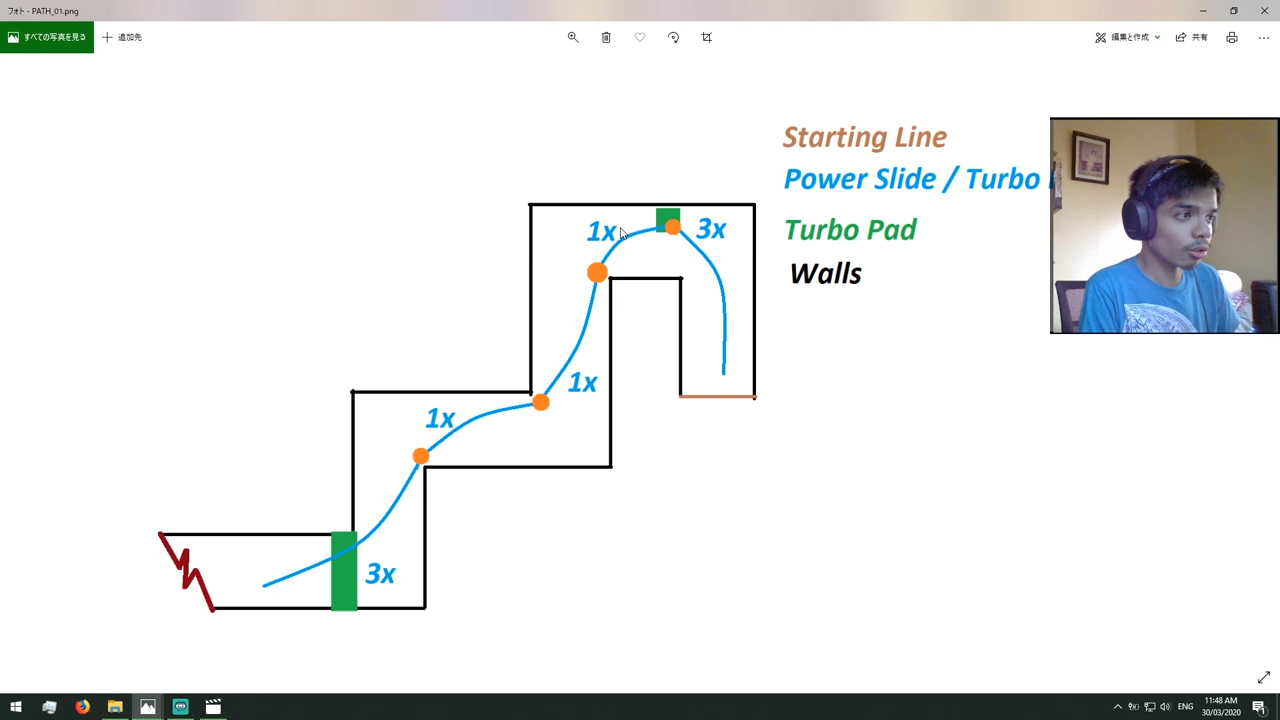 フォト - PATH_01.png
すべての写真を見る
追加先
編集と作成
共有
Starting Line
Power Slide / Turbo
Turbo Pad
Walls
1x
3x
1x
1x
3x
ENG
11:48 AM
30/03/2020
1